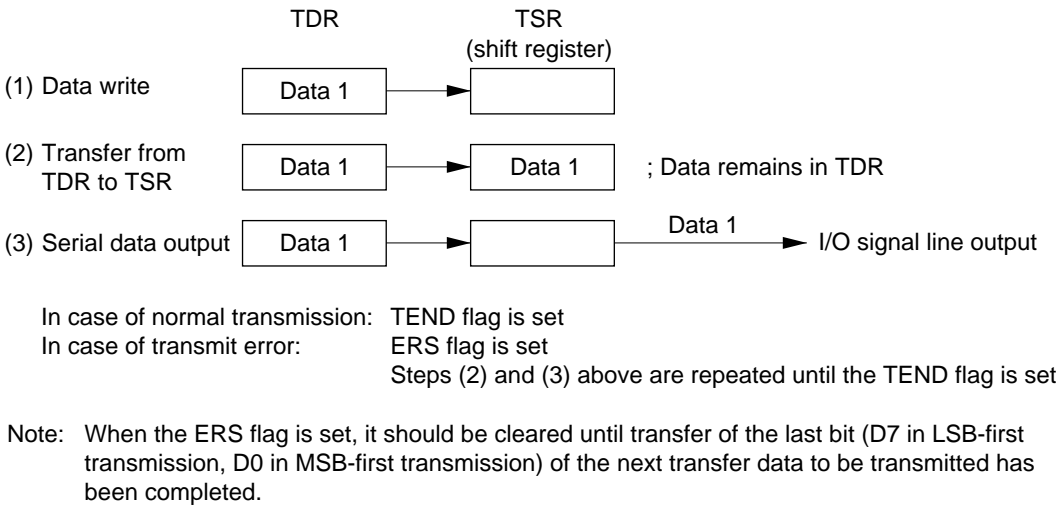 TDR TSR
(shift register)
(1) Data write Data 1
(2) Transfer from
TDR to TSR Data 1 Data 1 ; Data remains in TDR
(3) Serial data output Data 1 Data 1 I/O signal line output
In case of normal transmission: TEND flag is set
In case of transmit error: ERS flag is set
Steps (2) and (3) above are repeated until the TEND flag is set
Note: When the ERS flag is set, it should be cleared until transfer of the last bit (D7 in LSB-first
transmission, D0 in MSB-first transmission) of the next transfer data to be transmitted has
been completed.